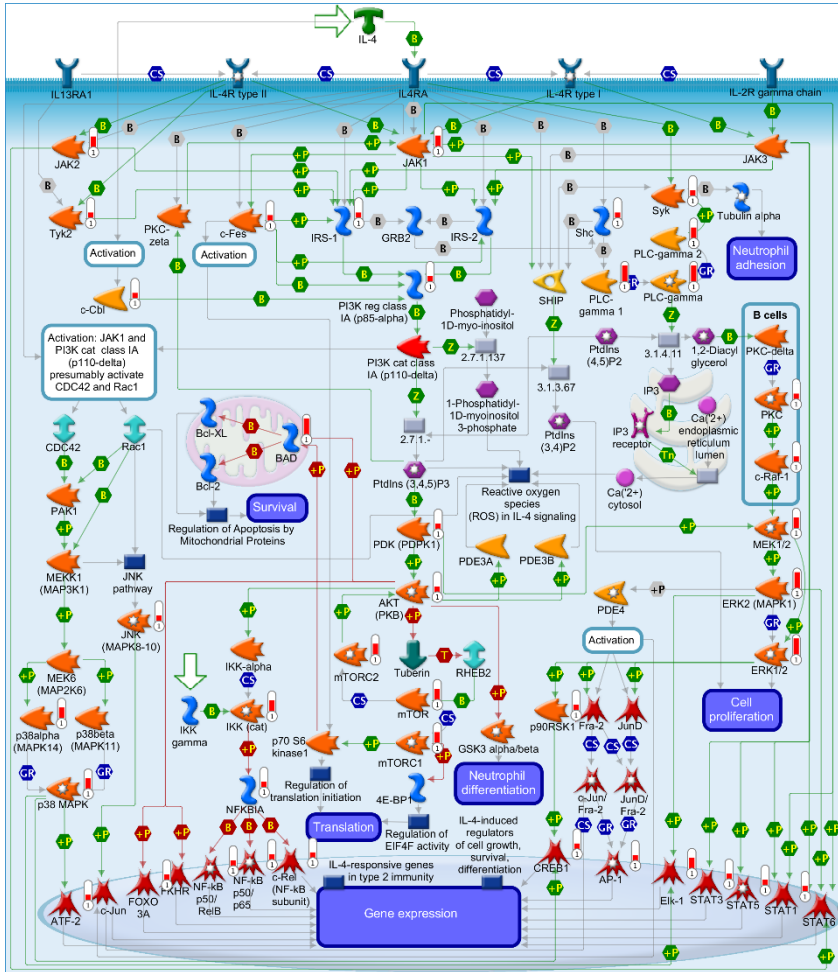 IL-4
B
CS
CS
CS
CS
IL13RA1
IL-4R type II
IL4RA
IL-4R type I
IL-2R gamma chain
JAK2
JAK1
JAK3
Tyk2
PKC-
zeta
c-Fes
IRS-1
GRB2
IRS-2
Shc
Syk
Tubulin alpha
PLC-gamma 2
Neutrophil
adhesion
Activation
Activation
c-Cbl
PI3K reg class
IA (p85-alpha)
SHIP
PLC-
gamma 1
GR
GR
PLC-gamma
B cells
Activation: JAK1 and
PI3K cat class IA
(p110-delta)
presumably activate
CDC42 and Rac1
PI3K cat class
IA (p110-delta)
Phosphatidyl-
1D-myo-inositol
2.7.1.137
1-Phosphatidyl-
1D-myoinositol
3-phosphate
3.1.3.67
PtdIns
(4,5)P2
3.1.4.11
1,2-Diacyl
glycerol
PKC-delta
GR
PKC
+P
c-Raf-1
IP3
IP3
receptor
Ca('2+)
endoplasmic
reticulum
lumen
Tn
Ca('2+)
cytosol
PtdIns
(3,4)P2
CDC42
Rac1
Bcl-XL
BAD
Bcl-2
Survival
Regulation of Apoptosis by
Mitochondrial Proteins
2.7.1.-
PtdIns (3,4,5)P3
Reactive oxygen
species
(ROS) in IL-4 signaling
PAK1
MEKK1
(MAP3K1)
JNK
pathway
JNK
(MAPK8-10)
PDK (PDPK1)
PDE3A
PDE3B
MEK1/2
AKT
(PKB)
PDE4
ERK2 (MAPK1)
Activation
MEK6
(MAP2K6)
IKK-alpha
mTORC2
Tuberin
T
RHEB2
GR
ERK1/2
p38alpha
(MAPK14)
p38beta
(MAPK11)
IKK
gamma
IKK (cat)
CS
mTOR
p90RSK1
Fra-2
JunD
Cell
proliferation
p70 S6
kinase1
mTORC1
GSK3 alpha/beta
Neutrophil
differentiation
p38 MAPK
NFKBIA
Regulation of
translation initiation
4E-BP1
c-Jun/
Fra-2
JunD/
Fra-2
Translation
Regulation of
EIF4F activity
IL-4-induced
regulators
of cell growth,
survival,
differentiation
IL-4-responsive genes
in type 2 immunity
ATF-2
c-Jun
FOXO
3A
FKHR
NF-kB
p50/
RelB
NF-kB
p50/
p65
c-Rel
(NF-kB
subunit)
Gene expression
CREB1
AP-1
Elk-1
STAT3
STAT5
STAT1
STAT6